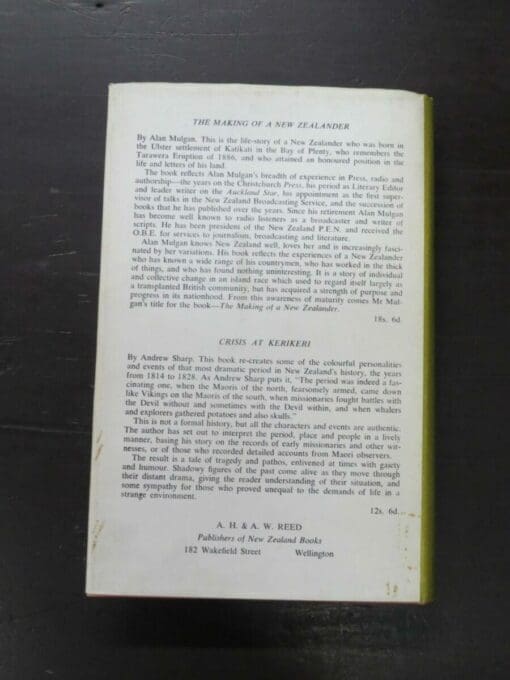 THE MAKING OF A NEW ZEALANDER
By Alan Mulgan. This is the life-story of a New Zealander who was born in
the Ulster settlement of Katikati in the Bay of Plenty, who remembers the
Tarawera Eruption of 1886, and who attained an honoured position in the
life and letters of his land.
The book reflects Alan Mulgan's breadth of experience in Press, radio and
authorship—the years on the Christchurch Press, his period as Literary Editor
and leader writer on the Auckland Star, his appointment as the first super-
visor of talks in the New Zealand Broadcasting Service, and the succession of
books that he has published over the years. Since his retirement Alan Mulgan
has become well known to radio listeners as a broadcaster and writer of
scripts. He has been president of the New Zealand P.E.N. and received the
O.B.E. for services to journalism, broadcasting and literature.
Alan Mulgan knows New Zealand well, loves her and is increasingly fasci-
nated by her variations. His book reflects the experiences of a New Zealander
who has known a wide range of his countrymen, who has worked in the thick
of things, and who has found nothing uninteresting. It is a story of individual
and collective change in an island race which used to regard itself largely as
a transplanted British community, but has acquired a strength of purpose and
progress in its nationhood. From this awareness of maturity comes Mr Mul-
gan's title for the book—The Making of a New Zealander.
18s. 6d.
CRISIS AT KERIKERI
By Andrew Sharp. This book re-creates some of the colourful personalities
and events of that most dramatic period in New Zealand's history, the years
from 1814 to 1828. As Andrew Sharp puts it, "The period was indeed a fas-
cinating one, when the Maoris of the north, fearsomely armed, came down
like Vikings on the Maoris of the south, when missionaries fought battles with
the Devil without and sometimes with the Devil within, and when whalers
and explorers gathered potatoes and also skulls."
This is not a formal history, but all the characters and events are authentic.
The author has set out to interpret the period, place and people in a lively
manner, basing his story on the records of early missionaries and other wit-
nesses, or of those who recorded detailed accounts from Maori observers.
The result is a tale of tragedy and pathos, enlivened at times with gaiety
and humour. Shadowy figures of the past come alive as they move through
their distant drama, giving the reader understanding of their situation, and
some sympathy for those who proved unequal to the demands of life in a
strange environment.
12s. 6d...
A. H. & A. W. REED
Publishers of New Zealand Books
182 Wakefield Street Wellington